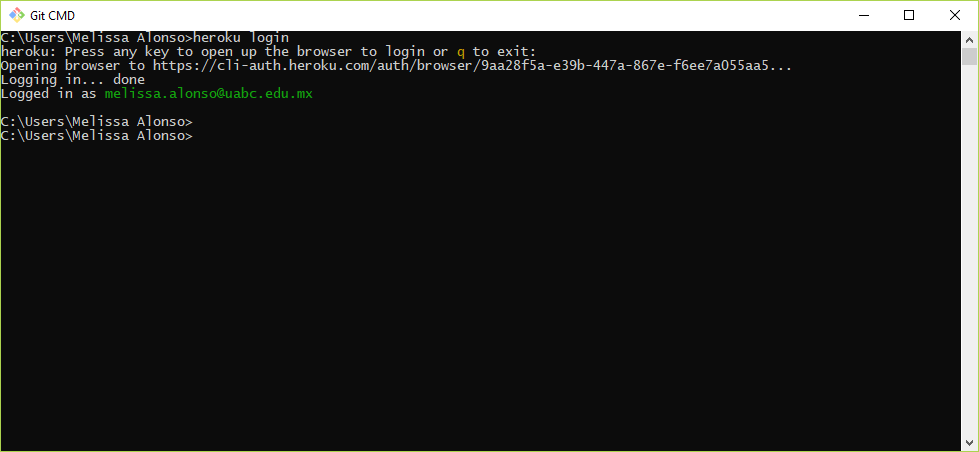 Git CMD
C:\Users\Melissa Alonso>heroku login
heroku: Press any key to open up the browser to login or q to exit:
Opening browser to https://cli-auth.heroku.com/auth/browser/9aa28f5a-e39b-447a-867e-f6ee7a055aa5...
Logging in... done
Logged in as melissa.alonso@uabc.edu.mx
C:\Users\Melissa Alonso>
C:\Users\Melissa Alonso>